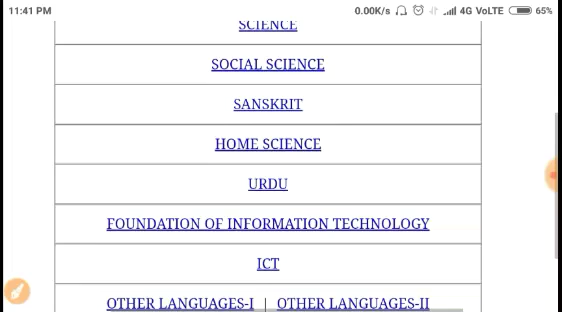 11:41 PM 0.00K/s 4G VoLTE 65%
SCIENCE
SOCIAL SCIENCE
SANSKRIT
HOME SCIENCE
URDU
FOUNDATION OF INFORMATION TECHNOLOGY
ICT
OTHER LANGUAGES-I | OTHER LANGUAGES-II